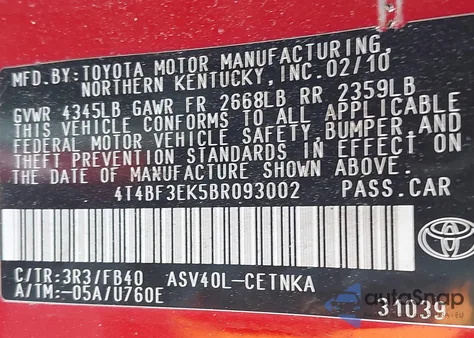 MFD.BY:TOYOTA MOTOR MANUFACTURING,
NORTHERN KENTUCKY,INC.02/10
GVWR 4345LB GAWR FR 2668LB RR 2359LB
THIS VEHICLE CONFORMS TO ALL APPLICABLE
FEDERAL MOTOR VEHICLE SAFETY,BUMPER,AND
THEFT PREVENTION STANDARDS IN EFFECT ON
THE DATE OF MANUFACTURE SHOWN ABOVE.
4T4BF3EK5BR093002 PASS.CAR
C/TR:3R3/FB40 ASV40L-CETNKA
A/TM:-05A/U760E
31039
autoSnap